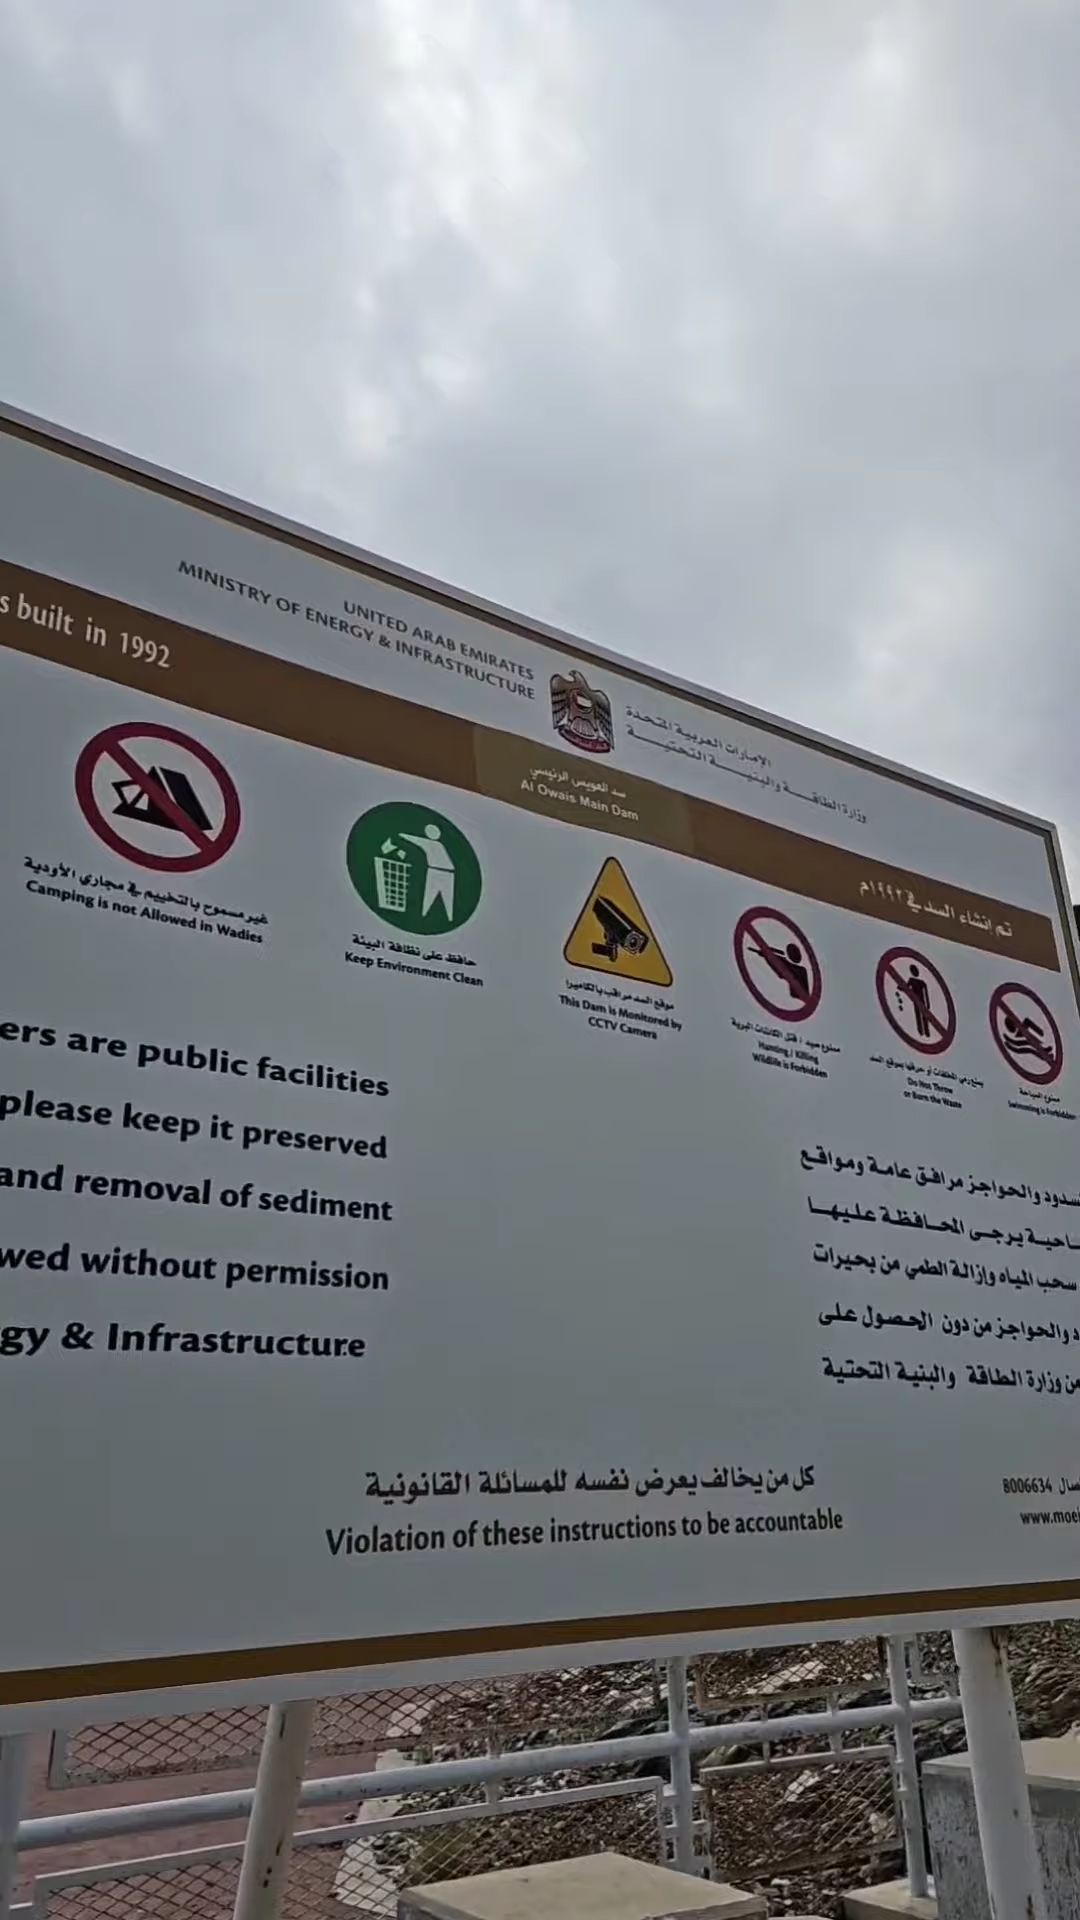 UNITED ARAB EMIRATES
MINISTRY OF ENERGY & INFRASTRUCTURE
الإمارات العربية المتحدة
وزارة الطاقة والبنية التحتية
s built in 1992
سد العويس الرئيسي
Al Owais Main Dam
تم إنشاء السد في ١٩٩٢م
غير مسموح بالتخييم في مجاري الأودية
Camping is not Allowed in Wadies
حافظ على نظافة البيئة
Keep Environment Clean
موقع السد مراقب بالكاميرا
This Dam is Monitored by
CCTV Camera
ممنوع صيد / قتل الكائنات البرية
Hunting / Killing
Wildlife is Forbidden
يمنع رمي المخلفات أو حرقها بموقع السد
Do Not Throw
or Burn the Waste
ممنوع السباحة
Swimming is Forbidden
ers are public facilities
please keep it preserved
and removal of sediment
wed without permission
gy & Infrastructure
سدود والحواجز مرافق عامة ومواقع
احية يرجى المحافظة عليها
سحب المياه وإزالة الطمي من بحيرات
د والحواجز من دون الحصول على
من وزارة الطاقة والبنية التحتية
كل من يخالف يعرض نفسه للمسائلة القانونية
Violation of these instructions to be accountable
صال 8006634
www.moei